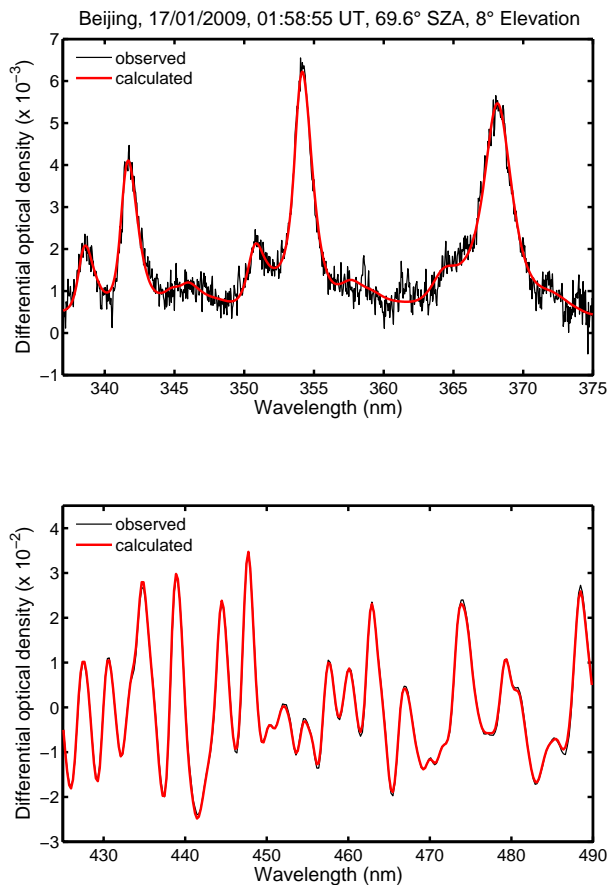 Beijing, 17/01/2009, 01:58:55 UT, 69.6° SZA, 8° Elevation
7
6
5
4
3
2
1
0
−1
Differential optical density (x 10⁻³)
observed
calculated
340 345 350 355 360 365 370 375
Wavelength (nm)
4
3
2
1
0
−1
−2
−3
Differential optical density (x 10⁻²)
observed
calculated
430 440 450 460 470 480 490
Wavelength (nm)